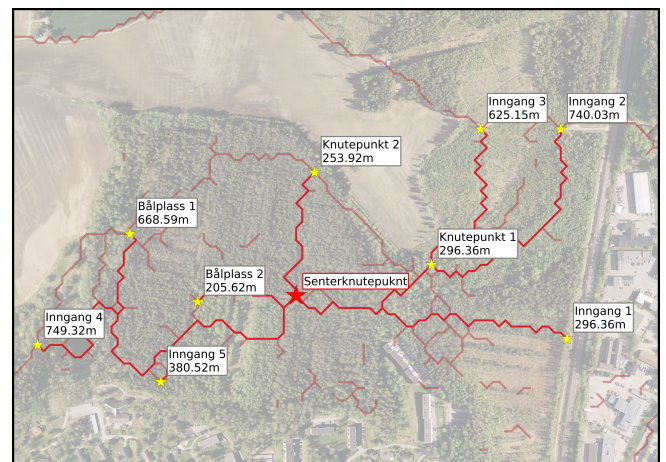 Inngang 3
625.15m
Inngang 2
740.03m
Knutepunkt 2
253.92m
Bålplass 1
668.59m
Knutepunkt 1
296.36m
Bålplass 2
205.62m
Senterknutepuknt
Inngang 4
749.32m
Inngang 1
296.36m
Inngang 5
380.52m